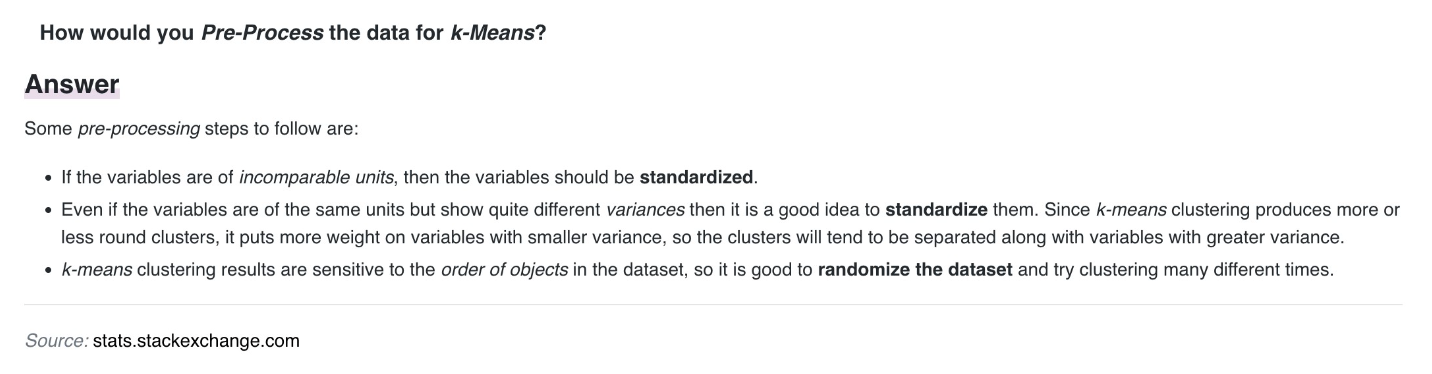 How would you Pre-Process the data for k-Means?
Answer
Some pre-processing steps to follow are:
• If the variables are of incomparable units, then the variables should be standardized.
• Even if the variables are of the same units but show quite different variances then it is a good idea to standardize them. Since k-means clustering produces more or
less round clusters, it puts more weight on variables with smaller variance, so the clusters will tend to be separated along with variables with greater variance.
• k-means clustering results are sensitive to the order of objects in the dataset, so it is good to randomize the dataset and try clustering many different times.
Source: stats.stackexchange.com